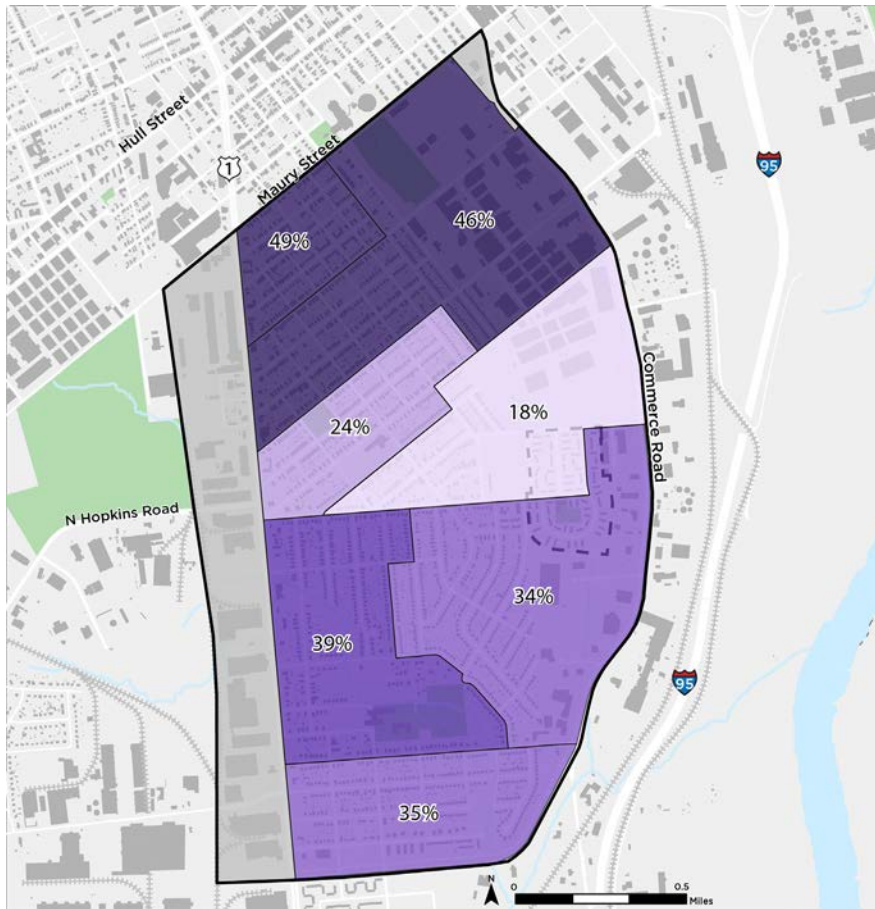 Hull Street
1
Maury Street
95
49%
46%
Commerce Road
18%
24%
N Hopkins Road
34%
39%
95
35%
N
0
0.5
Miles